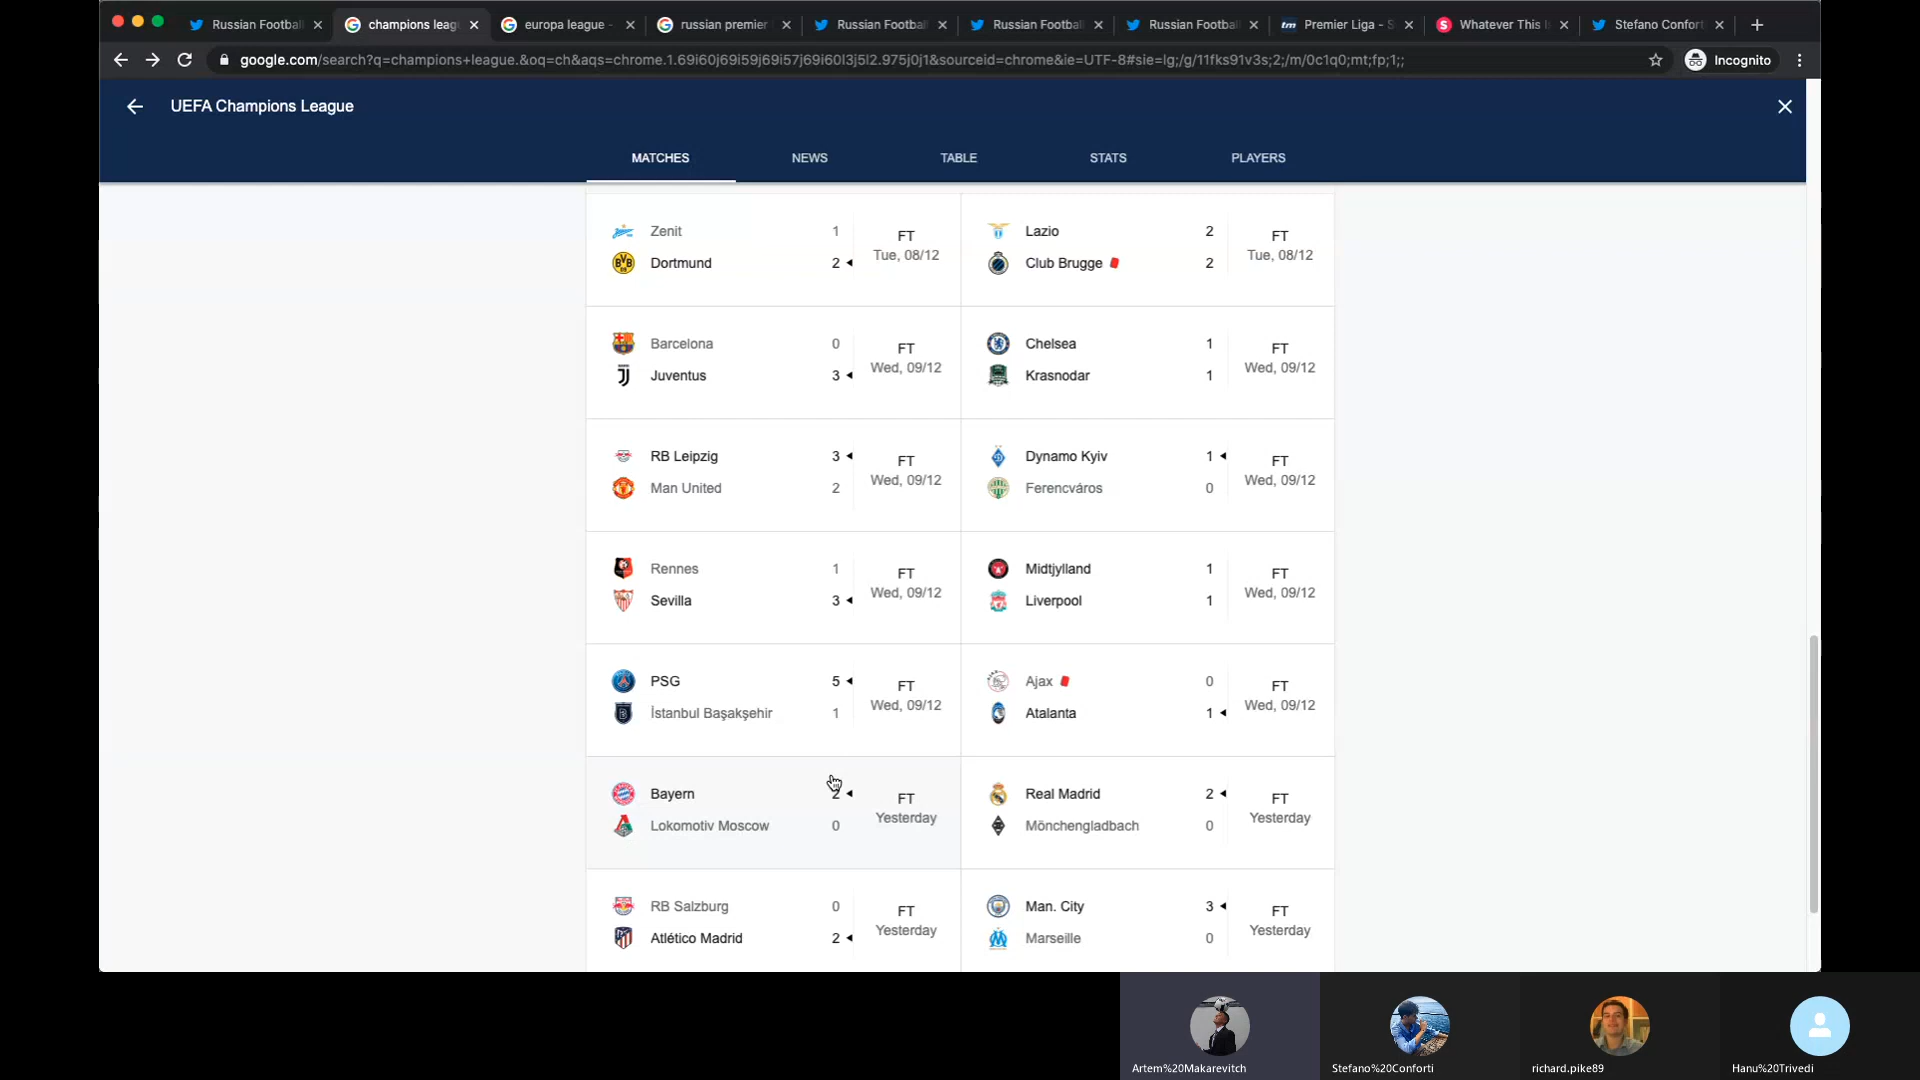 Russian Football
champions leag
europa league -
russian premier
Russian Football
Russian Football
Russian Football
tm Premier Liga - S
S Whatever This I
Stefano Confort
google.com/search?q=champions+league.&oq=ch&aqs=chrome.1.69i60j69i59j69i57j69i60l3j5l2.975j0j1&sourceid=chrome&ie=UTF-8#sie=lg;/g/11fks91v3s;2;/m/0c1q0;mt;fp;1;;
Incognito
UEFA Champions League
MATCHES NEWS TABLE STATS PLAYERS
Zenit 1
Dortmund 2
FT
Tue, 08/12
Lazio 2
Club Brugge 2
FT
Tue, 08/12
Barcelona 0
Juventus 3
FT
Wed, 09/12
Chelsea 1
Krasnodar 1
FT
Wed, 09/12
RB Leipzig 3
Man United 2
FT
Wed, 09/12
Dynamo Kyiv 1
Ferencváros 0
FT
Wed, 09/12
Rennes 1
Sevilla 3
FT
Wed, 09/12
Midtjylland 1
Liverpool 1
FT
Wed, 09/12
PSG 5
İstanbul Başakşehir 1
FT
Wed, 09/12
Ajax 0
Atalanta 1
FT
Wed, 09/12
Bayern 2
Lokomotiv Moscow 0
FT
Yesterday
Real Madrid 2
Mönchengladbach 0
FT
Yesterday
RB Salzburg 0
Atlético Madrid 2
FT
Yesterday
Man. City 3
Marseille 0
FT
Yesterday
Artem%20Makarevitch
Stefano%20Conforti
richard.pike89
Hanu%20Trivedi